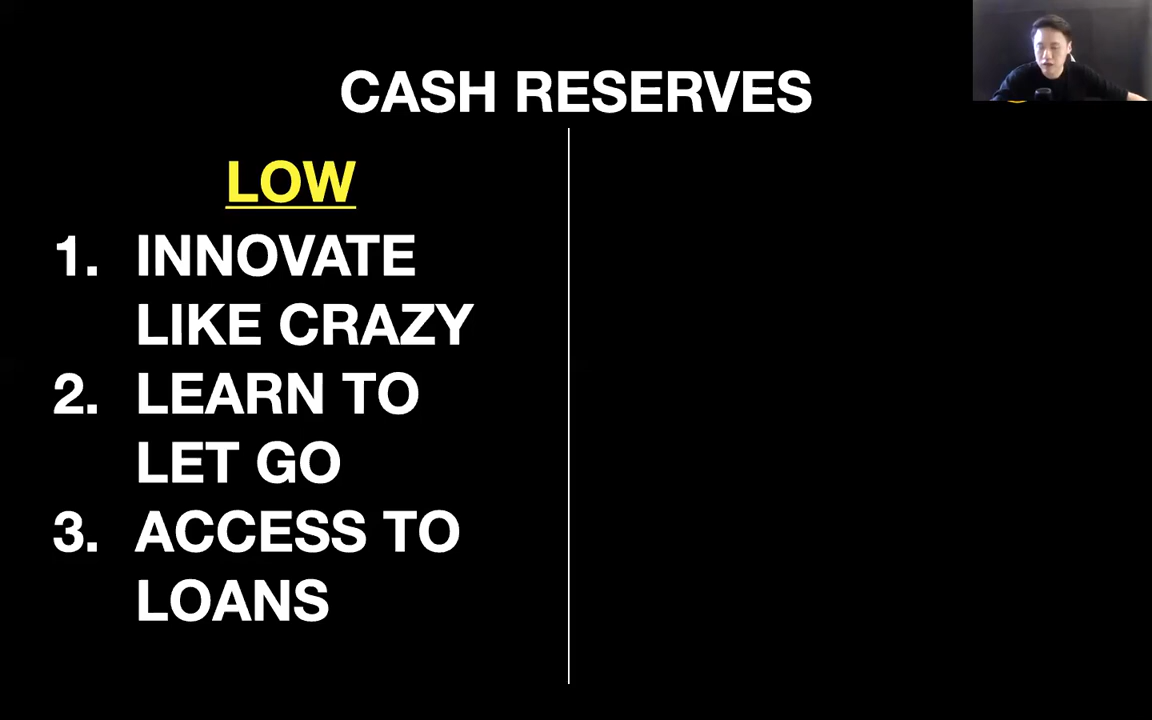 CASH RESERVES
LOW
1. INNOVATE
LIKE CRAZY
2. LEARN TO
LET GO
3. ACCESS TO
LOANS